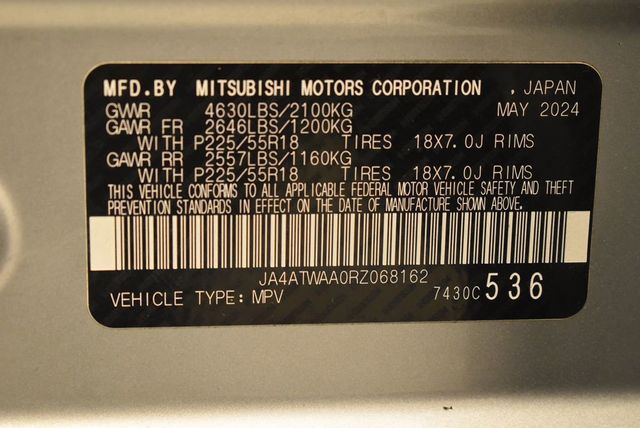 MFD.BY MITSUBISHI MOTORS CORPORATION , JAPAN
GVWR 4630LBS/2100KG MAY 2024
GAWR FR 2646LBS/1200KG
WITH P225/55R18 TIRES 18X7.0J RIMS
GAWR RR 2557LBS/1160KG
WITH P225/55R18 TIRES 18X7.0J RIMS
THIS VEHICLE CONFORMS TO ALL APPLICABLE FEDERAL MOTOR VEHICLE SAFETY AND THEFT
PREVENTION STANDARDS IN EFFECT ON THE DATE OF MANUFACTURE SHOWN ABOVE.
JA4ATWAA0RZ068162
VEHICLE TYPE: MPV 7430C 536